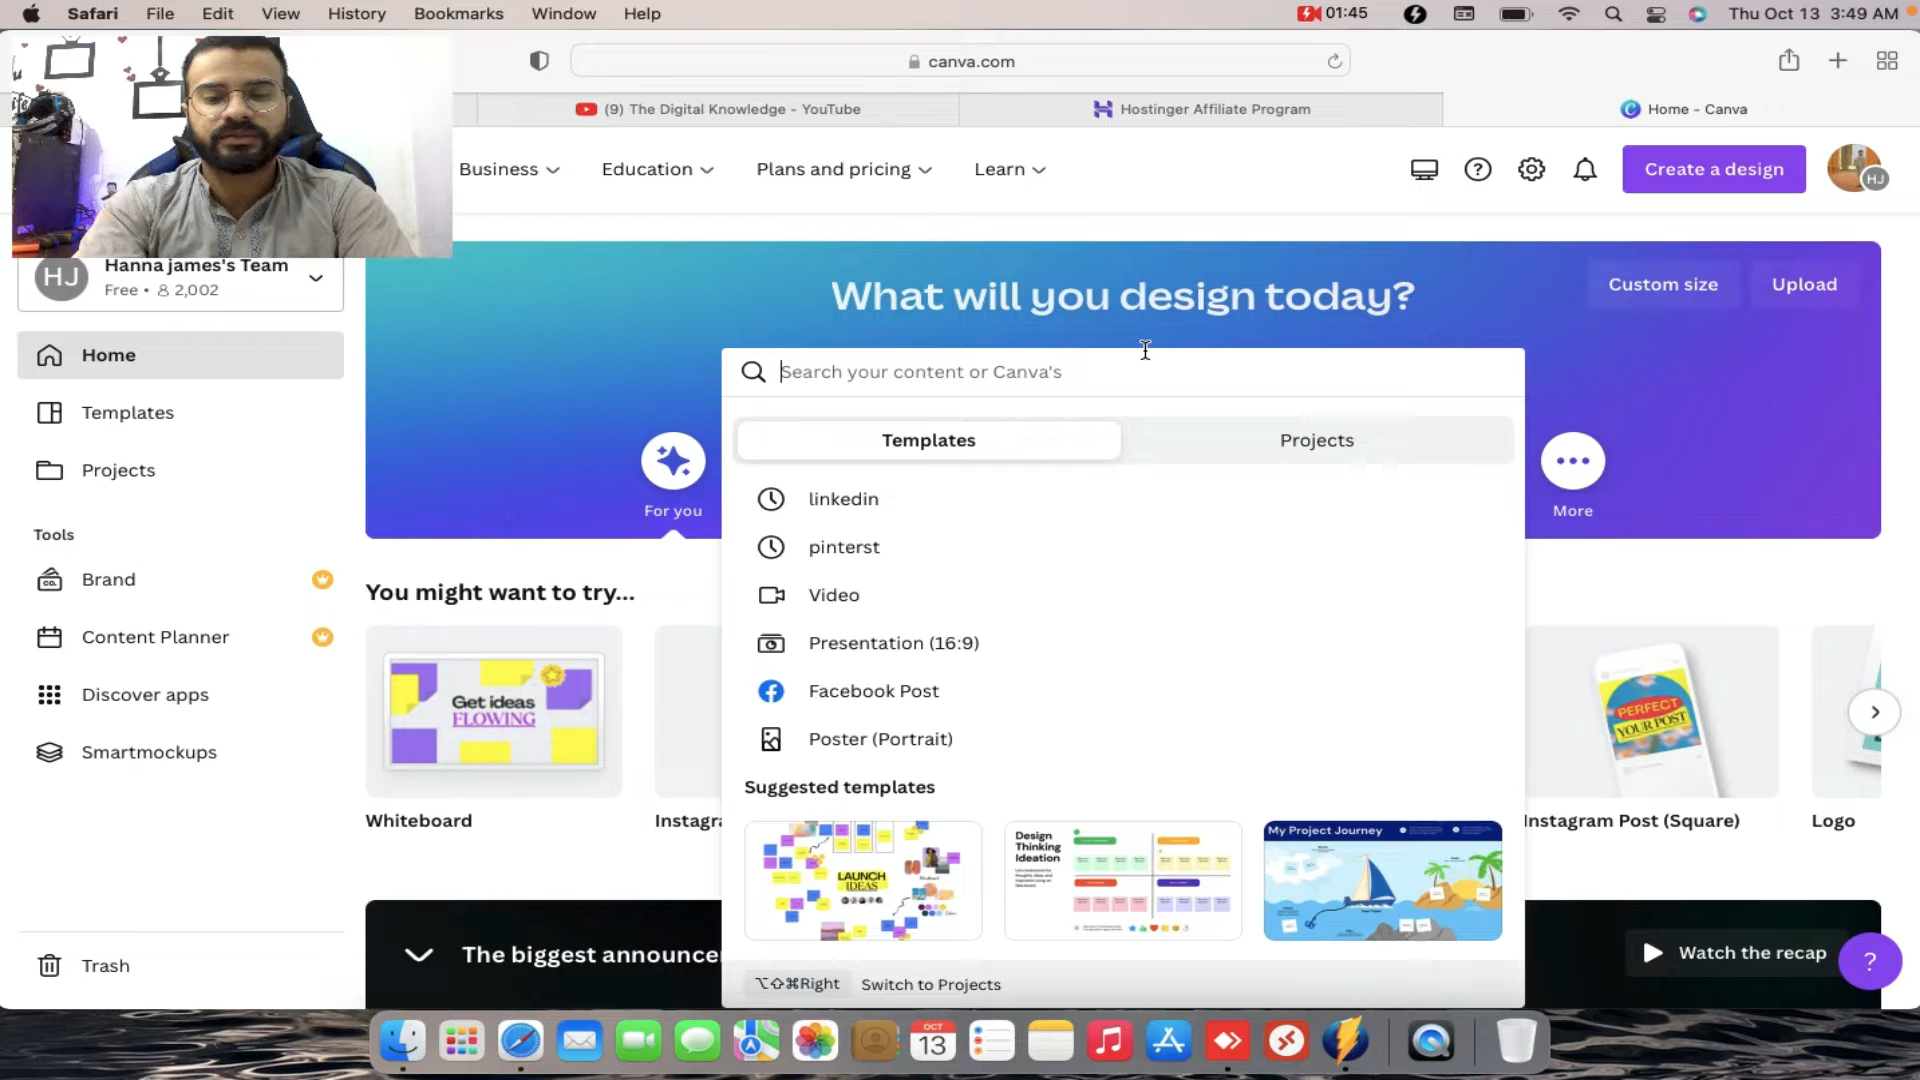 Safari File Edit View History Bookmarks Window Help 01:45 Thu Oct 13 3:49 AM
canva.com
(9) The Digital Knowledge - YouTube Hostinger Affiliate Program Home - Canva
Business Education Plans and pricing Learn Create a design
HJ
Hanna james's Team
HJ
Free • 2,002
What will you design today?
Custom size Upload
Home
Search your content or Canva's
Templates
Templates Projects
Projects
linkedin
For you
More
pinterst
Tools
Brand
Video
You might want to try...
Content Planner
Presentation (16:9)
Discover apps
Facebook Post
Get ideas
FLOWING
PERFECT
YOUR POST
Smartmockups
Poster (Portrait)
Suggested templates
Whiteboard
Instagra
Instagram Post (Square)
Logo
LAUNCH
IDEAS
Design
Thinking
Ideation
My Project Journey
The biggest announce
Watch the recap
?
Trash
⌥⇧⌘Right Switch to Projects
OCT
13